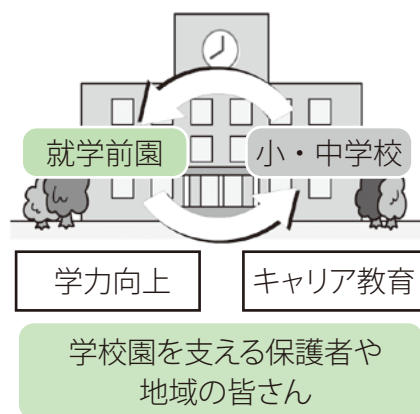 就学前園
小・中学校
学力向上
キャリア教育
学校園を支える保護者や
地域の皆さん